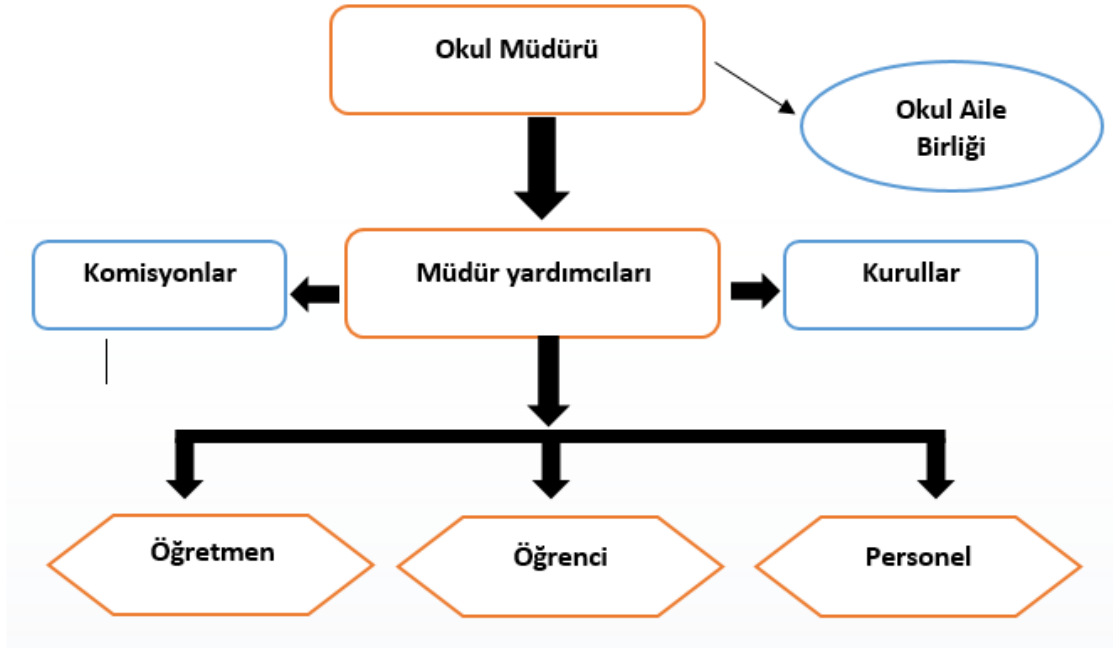 Okul Müdürü
Okul Aile
Birliği
Komisyonlar
Müdür yardımcıları
Kurullar
Öğretmen
Öğrenci
Personel